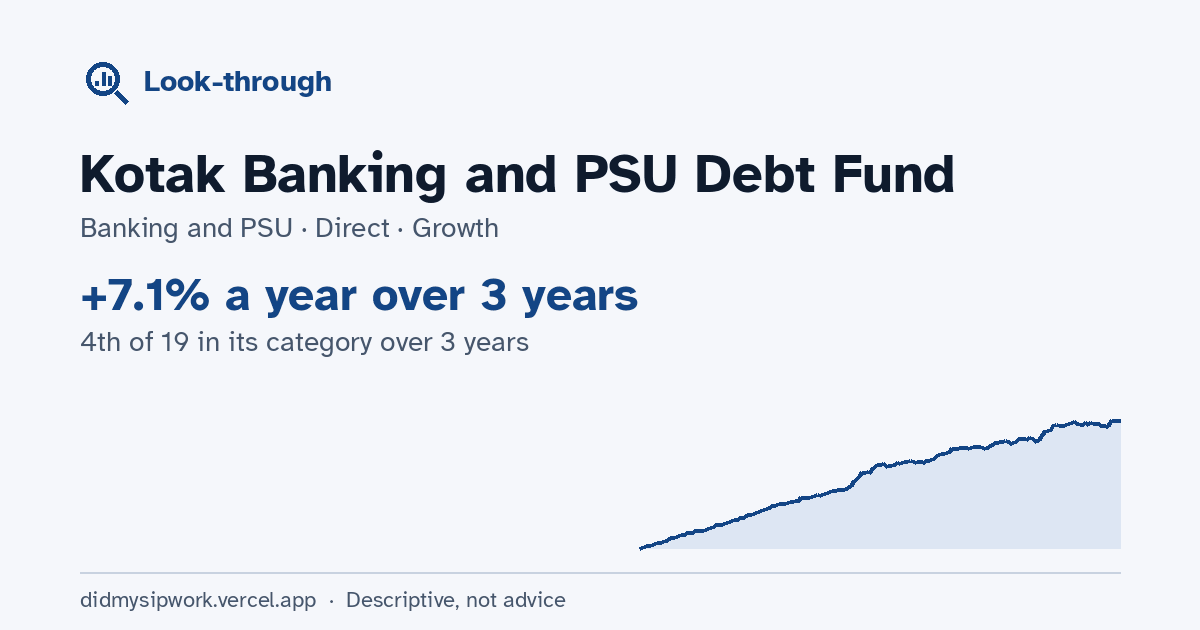 Look-through
Kotak Banking and PSU Debt Fund
Banking and PSU · Direct · Growth
+7.1% a year over 3 years
4th of 19 in its category over 3 years
didmysipwork.vercel.app · Descriptive, not advice